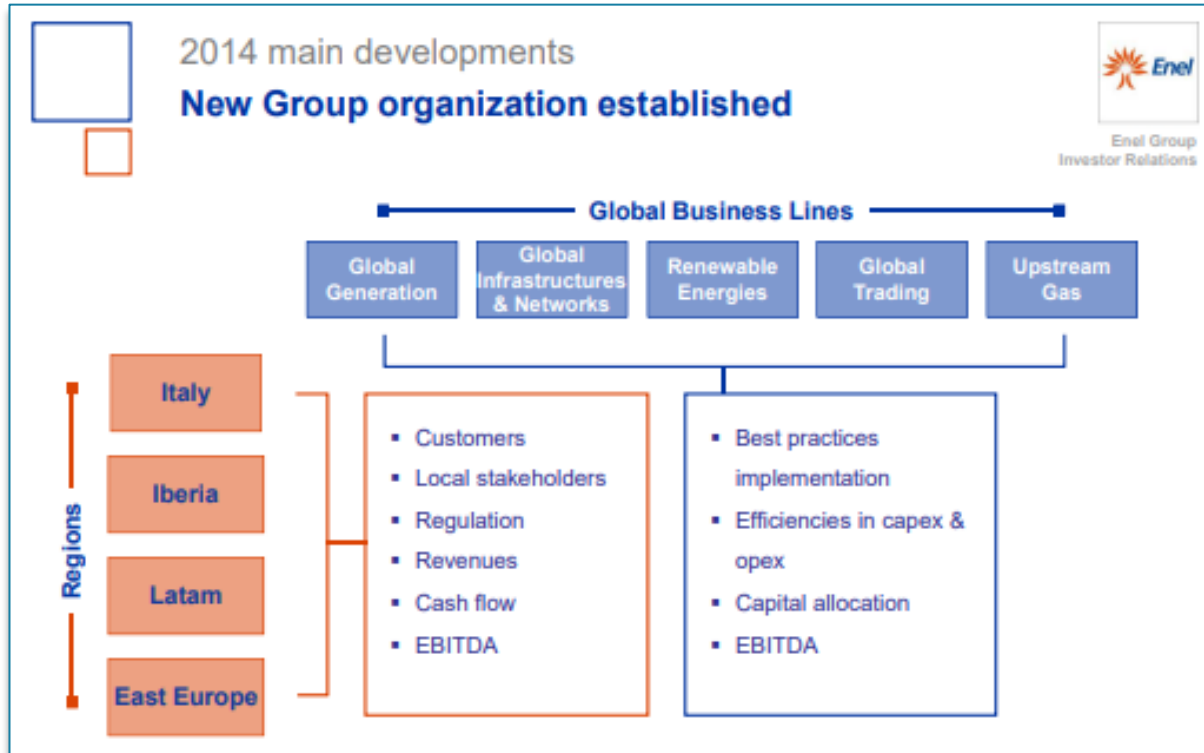 2014 main developments
New Group organization established
Enel
Enel Group
Investor Relations
Global Business Lines
Global
Generation
Global
Infrastructures
& Networks
Renewable
Energies
Global
Trading
Upstream
Gas
Regions
Italy
Iberia
Latam
East Europe
▪ Customers
▪ Local stakeholders
▪ Regulation
▪ Revenues
▪ Cash flow
▪ EBITDA
▪ Best practices
implementation
▪ Efficiencies in capex &
opex
▪ Capital allocation
▪ EBITDA